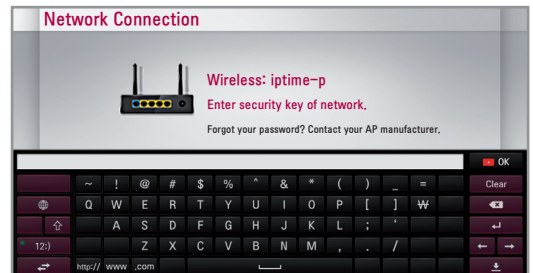 Network Connection
Wireless: iptime-p
Enter security key of network.
Forgot your password? Contact your AP manufacturer.
OK
~ ! @ # $ % ^ & * ( ) _ = Clear
Q W E R T Y U I O P [ ] ₩
A S D F G H J K L ; '
12:) Z X C V B N M , . / ← →
http:// www .com